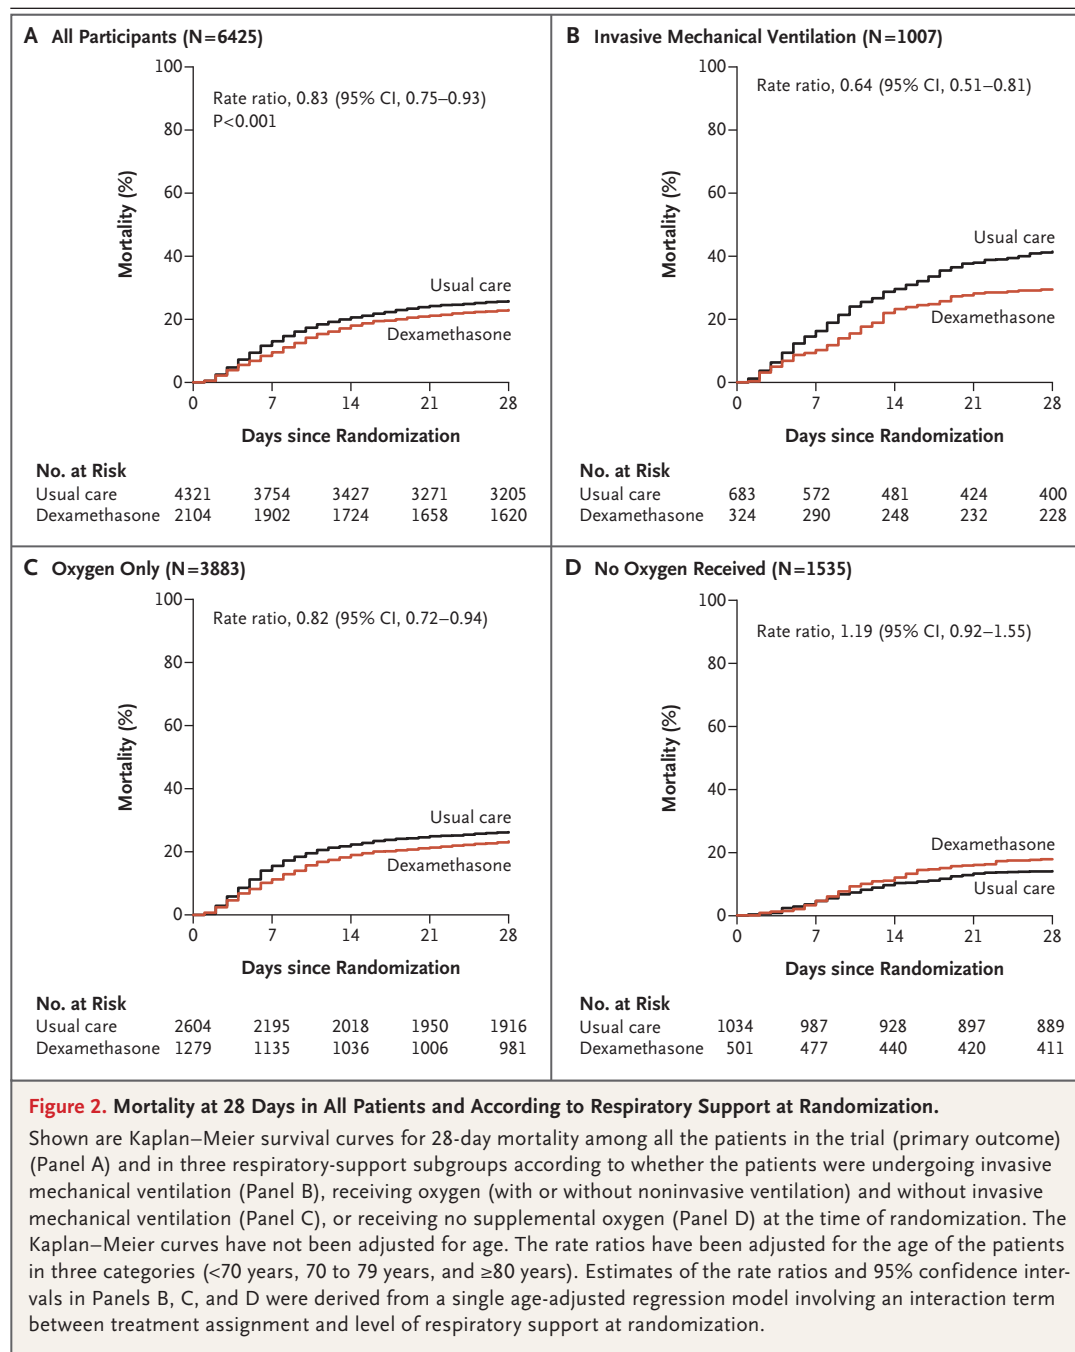 A All Participants (N=6425)
100
80
60
40
20
0
Mortality (%)
Rate ratio, 0.83 (95% CI, 0.75–0.93)
P<0.001
Usual care
Dexamethasone
0 7 14 21 28
Days since Randomization
No. at Risk
Usual care 4321 3754 3427 3271 3205
Dexamethasone 2104 1902 1724 1658 1620
B Invasive Mechanical Ventilation (N=1007)
100
80
60
40
20
0
Mortality (%)
Rate ratio, 0.64 (95% CI, 0.51–0.81)
Usual care
Dexamethasone
0 7 14 21 28
Days since Randomization
No. at Risk
Usual care 683 572 481 424 400
Dexamethasone 324 290 248 232 228
C Oxygen Only (N=3883)
100
80
60
40
20
0
Mortality (%)
Rate ratio, 0.82 (95% CI, 0.72–0.94)
Usual care
Dexamethasone
0 7 14 21 28
Days since Randomization
No. at Risk
Usual care 2604 2195 2018 1950 1916
Dexamethasone 1279 1135 1036 1006 981
D No Oxygen Received (N=1535)
100
80
60
40
20
0
Mortality (%)
Rate ratio, 1.19 (95% CI, 0.92–1.55)
Dexamethasone
Usual care
0 7 14 21 28
Days since Randomization
No. at Risk
Usual care 1034 987 928 897 889
Dexamethasone 501 477 440 420 411
Figure 2. Mortality at 28 Days in All Patients and According to Respiratory Support at Randomization.
Shown are Kaplan–Meier survival curves for 28-day mortality among all the patients in the trial (primary outcome)
(Panel A) and in three respiratory-support subgroups according to whether the patients were undergoing invasive
mechanical ventilation (Panel B), receiving oxygen (with or without noninvasive ventilation) and without invasive
mechanical ventilation (Panel C), or receiving no supplemental oxygen (Panel D) at the time of randomization. The
Kaplan–Meier curves have not been adjusted for age. The rate ratios have been adjusted for the age of the patients
in three categories (<70 years, 70 to 79 years, and ≥80 years). Estimates of the rate ratios and 95% confidence inter-
vals in Panels B, C, and D were derived from a single age-adjusted regression model involving an interaction term
between treatment assignment and level of respiratory support at randomization.